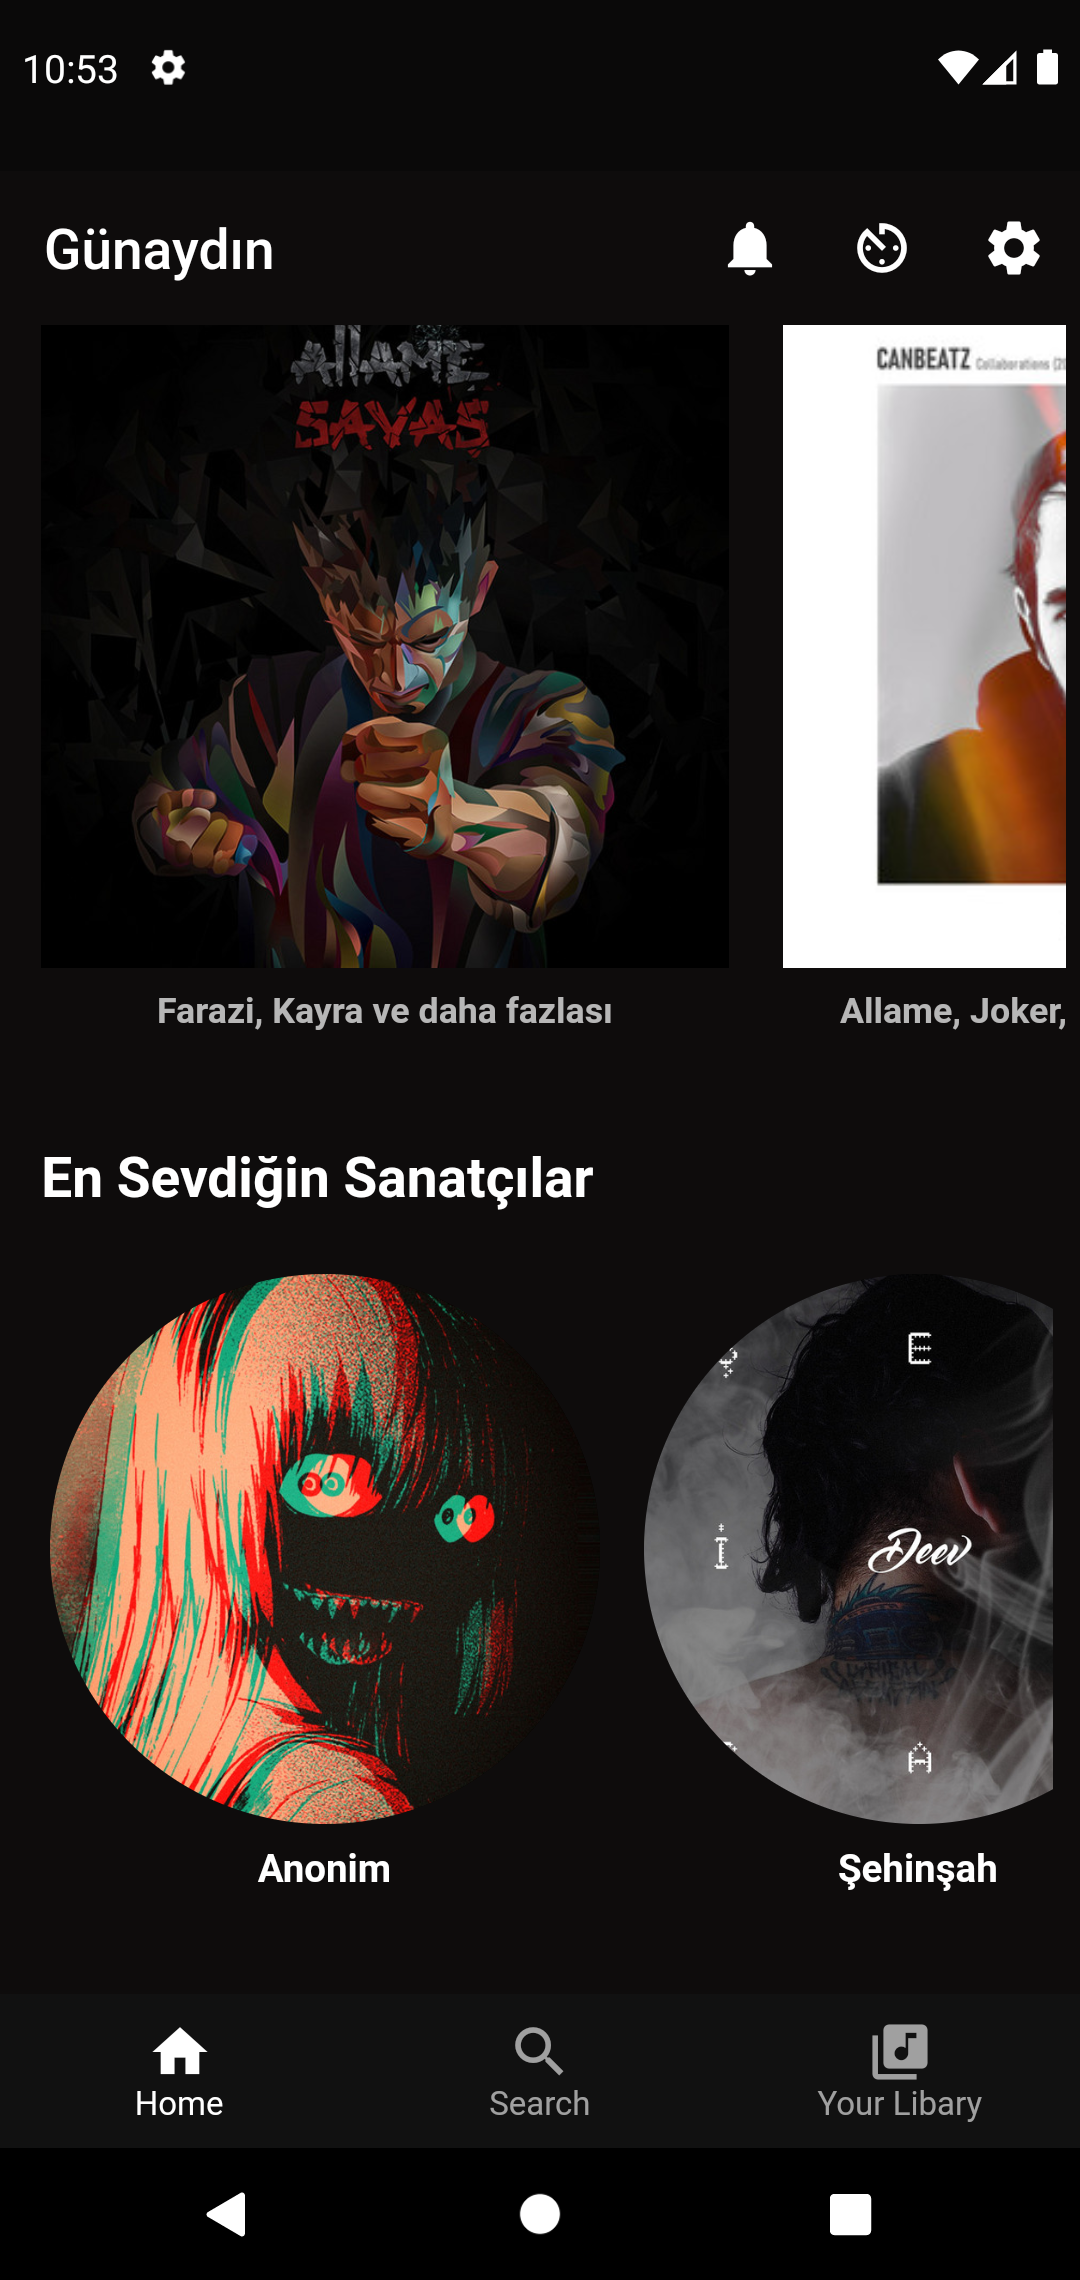 10:53
Günaydın
AllAME
SAVAŞ
CANBEATZ Collaborations (2
Farazi, Kayra ve daha fazlası
Allame, Joker,
En Sevdiğin Sanatçılar
E
I
Deev
A
Anonim
Şehinşah
Home
Search
Your Libary